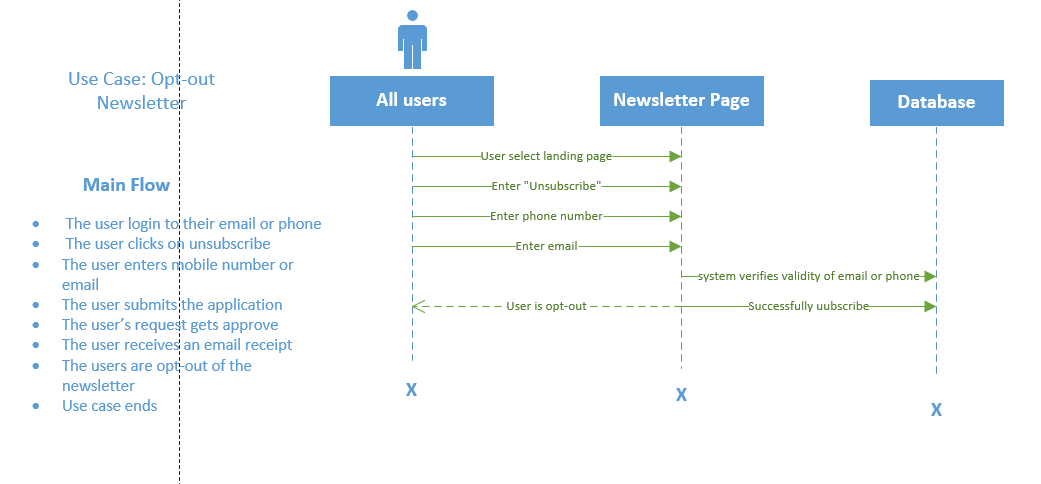 Use Case: Opt-out
Newsletter
Main Flow
• The user login to their email or phone
• The user clicks on unsubscribe
• The user enters mobile number or
email
• The user submits the application
• The user’s request gets approve
• The user receives an email receipt
• The users are opt-out of the
newsletter
• Use case ends
All users
Newsletter Page
Database
User select landing page
Enter "Unsubscribe"
Enter phone number
Enter email
system verifies validity of email or phone
User is opt-out
Successfully uubscribe
X
X
X